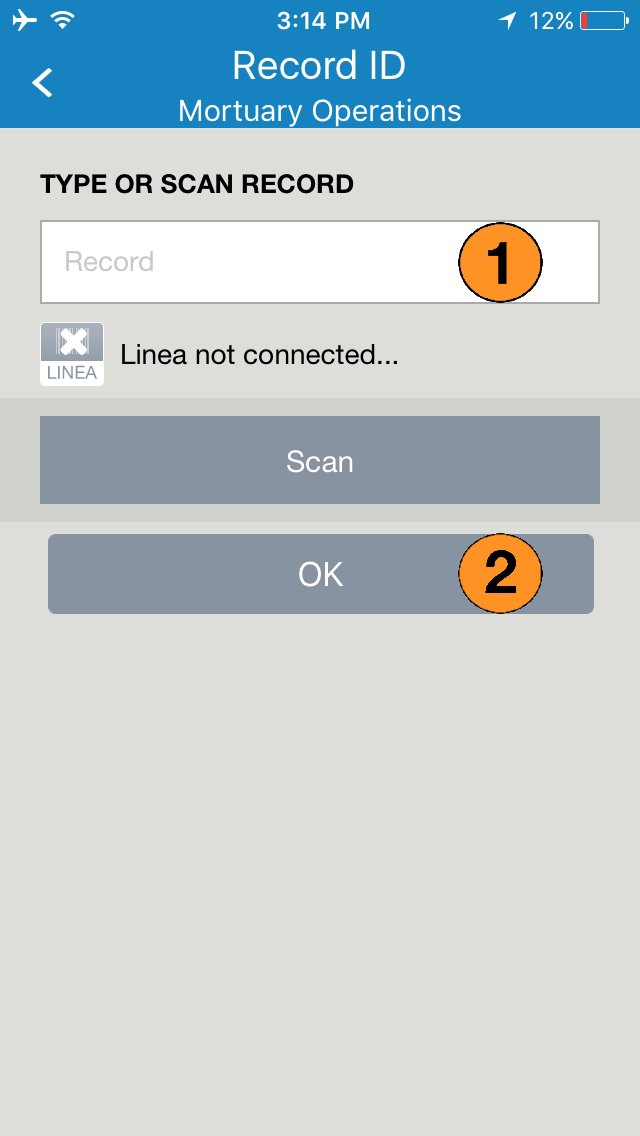 3:14 PM 12%
Record ID
Mortuary Operations
TYPE OR SCAN RECORD
Record 1
LINEA Linea not connected...
Scan
OK 2